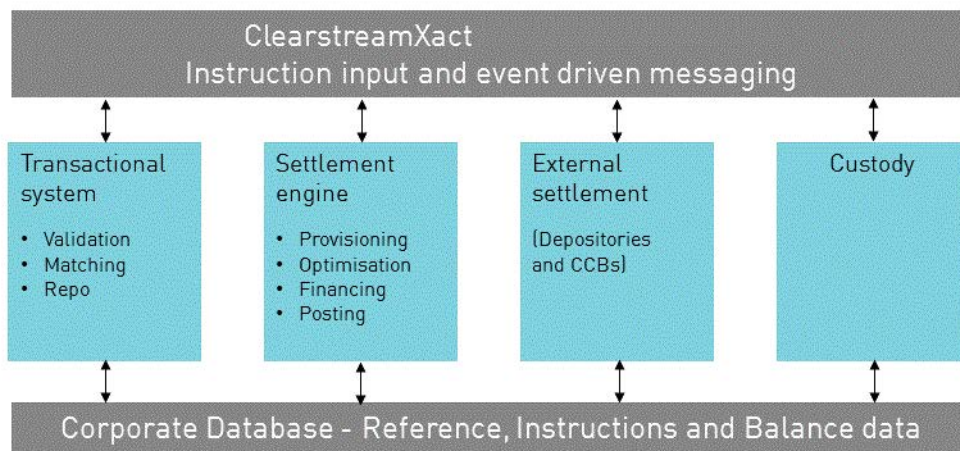 ClearstreamXact
Instruction input and event driven messaging
Transactional
system
• Validation
• Matching
• Repo
Settlement
engine
• Provisioning
• Optimisation
• Financing
• Posting
External
settlement
(Depositories
and CCBs)
Custody
Corporate Database - Reference, Instructions and Balance data